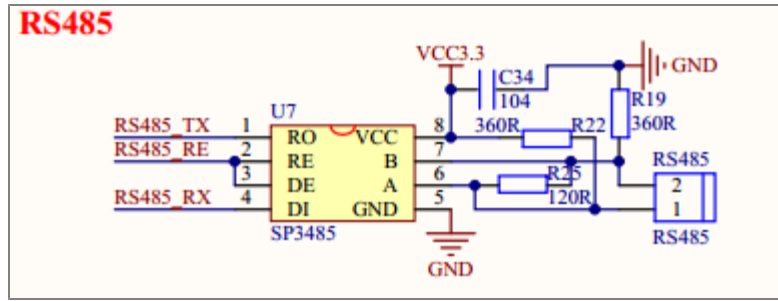 RS485
VCC3.3
C34
GND
104
R19
U7
360R
R22
360R
RS485_TX
1
RO
VCC
8
RS485_RE
2
RE
B
7
RS485
3
DE
A
6
R25
2
RS485_RX
4
DI
GND
5
120R
1
SP3485
RS485
GND